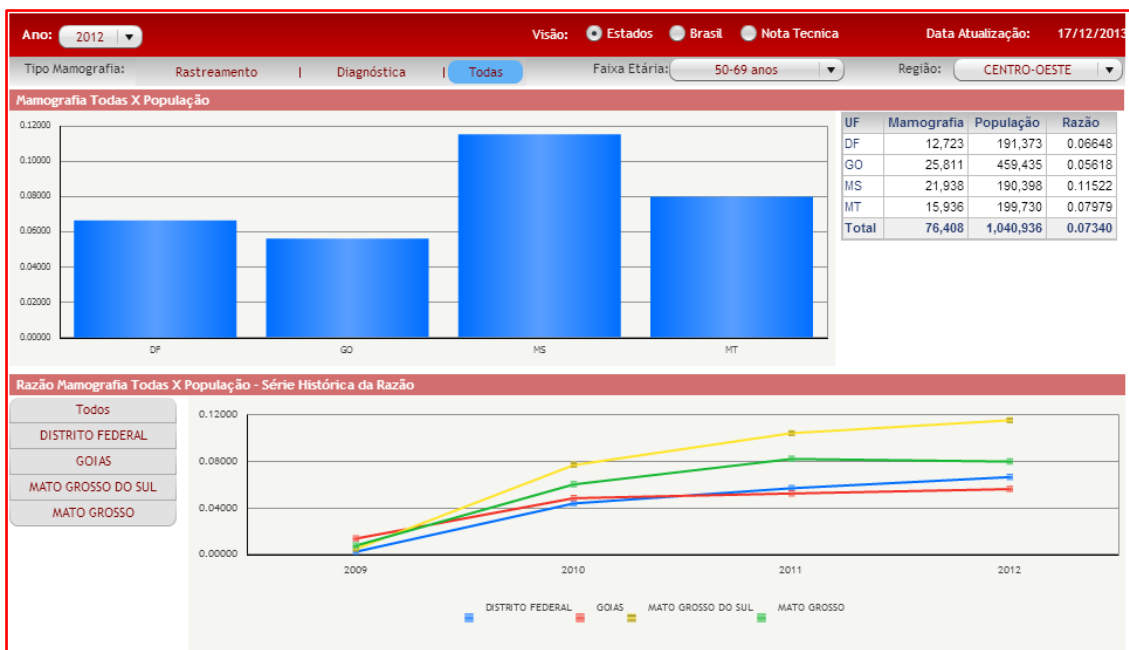 Ano: 2012 Visão: Estados Brasil Nota Tecnica Data Atualização: 17/12/2013
Tipo Mamografia: Rastreamento | Diagnóstica | Todas Faixa Etária: 50-69 anos Região: CENTRO-OESTE
Mamografia Todas X População
0.12000
0.10000
0.08000
0.06000
0.04000
0.02000
0.00000
DF GO MS MT
UF Mamografia População Razão
DF 12,723 191,373 0.06648
GO 25,811 459,435 0.05618
MS 21,938 190,398 0.11522
MT 15,936 199,730 0.07979
Total 76,408 1,040,936 0.07340
Razão Mamografia Todas X População - Série Histórica da Razão
Todos
DISTRITO FEDERAL
GOIAS
MATO GROSSO DO SUL
MATO GROSSO
0.12000
0.08000
0.04000
0.00000
2009 2010 2011 2012
DISTRITO FEDERAL GOIAS MATO GROSSO DO SUL MATO GROSSO